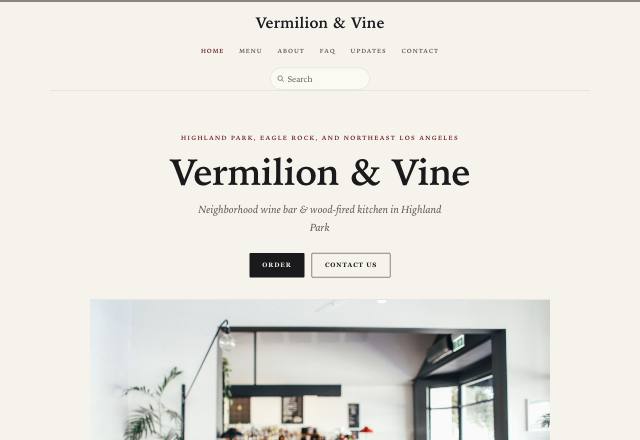 Vermilion & Vine
HOME MENU ABOUT FAQ UPDATES CONTACT
Search
HIGHLAND PARK, EAGLE ROCK, AND NORTHEAST LOS ANGELES
Vermilion & Vine
Neighborhood wine bar & wood-fired kitchen in Highland
Park
ORDER CONTACT US